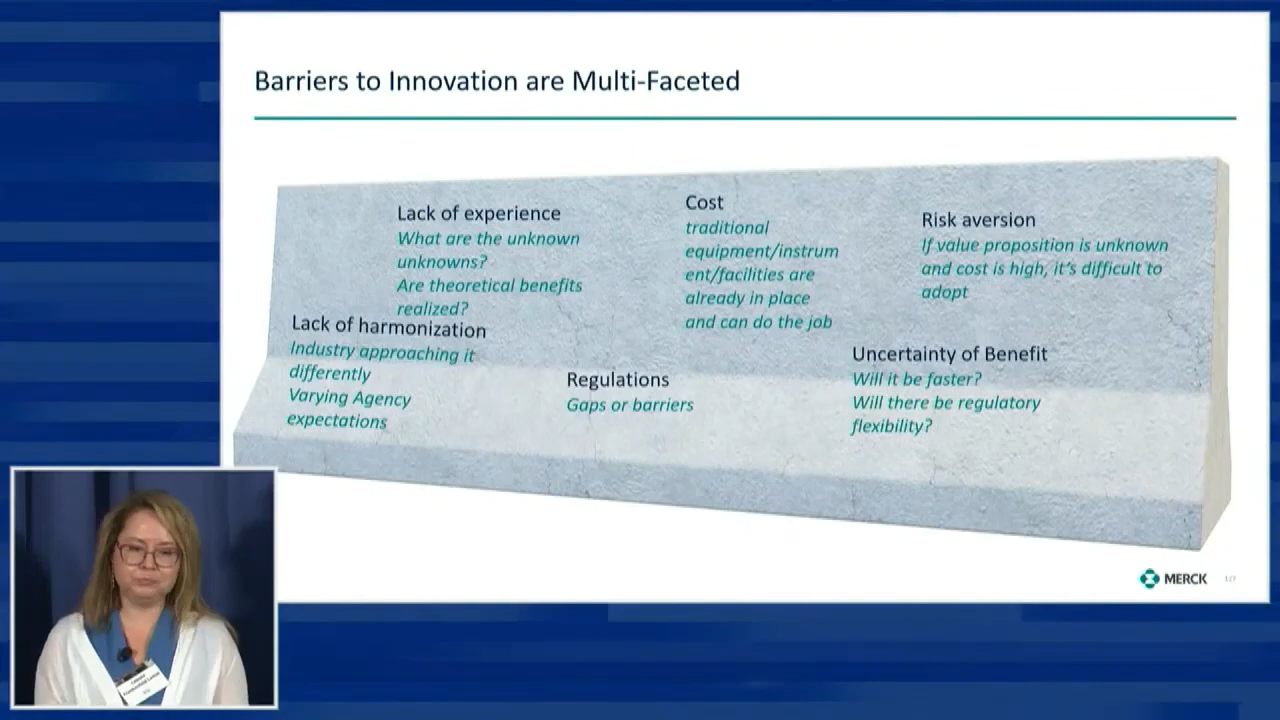 Barriers to Innovation are Multi-Faceted
Lack of experience
What are the unknown
unknowns?
Are theoretical benefits
realized?
Cost
traditional
equipment/instrum
ent/facilities are
already in place
and can do the job
Risk aversion
If value proposition is unknown
and cost is high, it's difficult to
adopt
Lack of harmonization
Industry approaching it
differently
Varying Agency
expectations
Regulations
Gaps or barriers
Uncertainty of Benefit
Will it be faster?
Will there be regulatory
flexibility?
MERCK